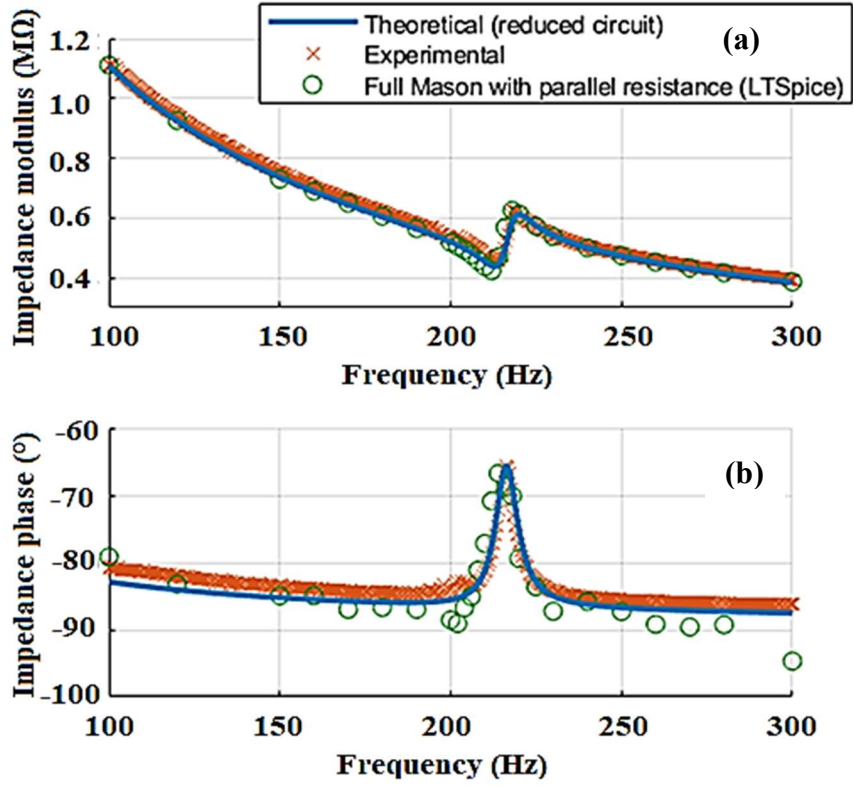 Theoretical (reduced circuit)
Experimental
Full Mason with parallel resistance (LTSpice)
(a)
Impedance modulus (MΩ)
1.2
1.0
0.8
0.6
0.4
100
150
200
250
300
Frequency (Hz)
(b)
Impedance phase (°)
-60
-70
-80
-90
-100
100
150
200
250
300
Frequency (Hz)